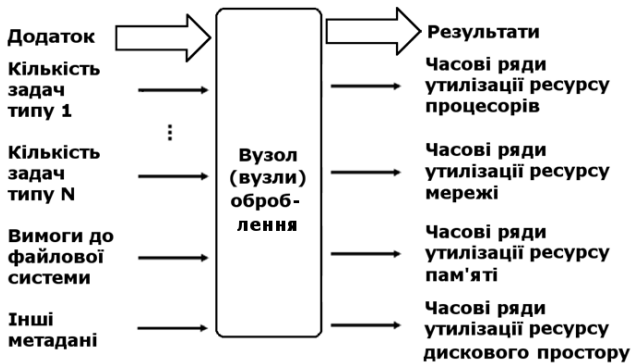 Додаток
Кількість
задач
типу 1
...
Кількість
задач
типу N
Вимоги до
файлової
системи
Інші
метадані
Вузол
(вузли)
оброб-
лення
Результати
Часові ряди
утилізації ресурсу
процесорів
Часові ряди
утилізації ресурсу
мережі
Часові ряди
утилізації ресурсу
пам'яті
Часові ряди
утилізації ресурсу
дискового простору